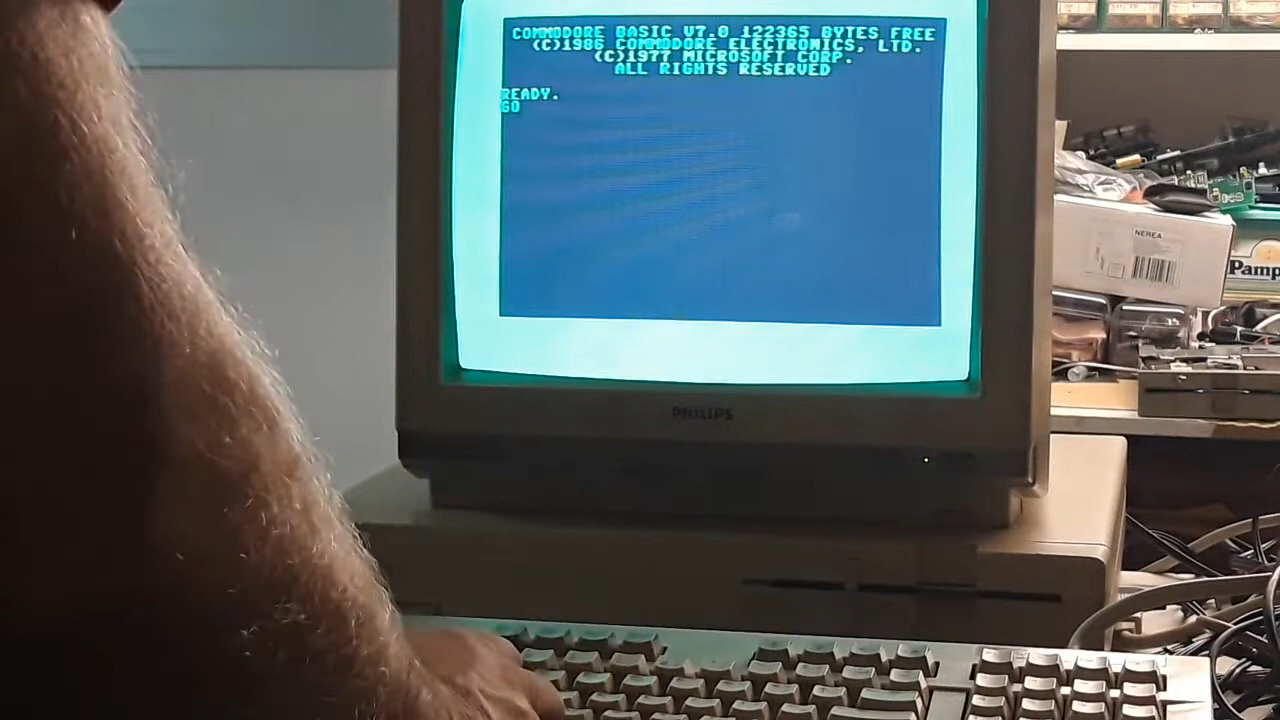 COMMODORE BASIC V7.0 122365 BYTES FREE
(C)1986 COMMODORE ELECTRONICS, LTD.
(C)1977 MICROSOFT CORP.
ALL RIGHTS RESERVED
READY.
GO
PHILIPS
NEREA
Pamp